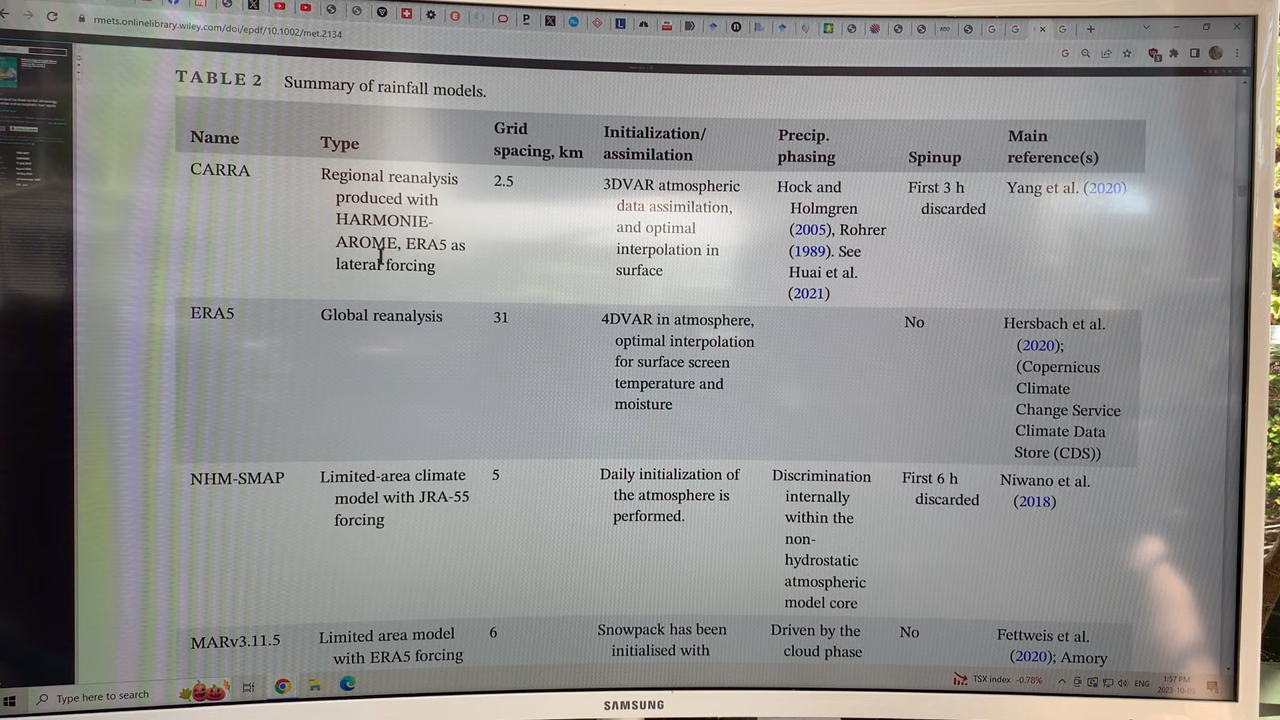 rmets.onlinelibrary.wiley.com/doi/epdf/10.1002/met.2134
TABLE 2 Summary of rainfall models.
Name Type Grid spacing, km Initialization/ assimilation Precip. phasing Spinup Main reference(s)
CARRA
Regional reanalysis
produced with
HARMONIE-
AROME, ERA5 as
lateral forcing
2.5
3DVAR atmospheric
data assimilation,
and optimal
interpolation in
surface
Hock and
Holmgren
(2005), Rohrer
(1989). See
Huai et al.
(2021)
First 3 h
discarded
Yang et al. (2020)
ERA5
Global reanalysis
31
4DVAR in atmosphere,
optimal interpolation
for surface screen
temperature and
moisture
No
Hersbach et al.
(2020);
(Copernicus
Climate
Change Service
Climate Data
Store (CDS))
NHM-SMAP
Limited-area climate
model with JRA-55
forcing
5
Daily initialization of
the atmosphere is
performed.
Discrimination
internally
within the
non-
hydrostatic
atmospheric
model core
First 6 h
discarded
Niwano et al.
(2018)
MARv3.11.5
Limited area model
with ERA5 forcing
6
Snowpack has been
initialised with
Driven by the
cloud phase
No
Fettweis et al.
(2020); Amory
Type here to search
TSX index -0.78%
ENG
1:57 PM
SAMSUNG